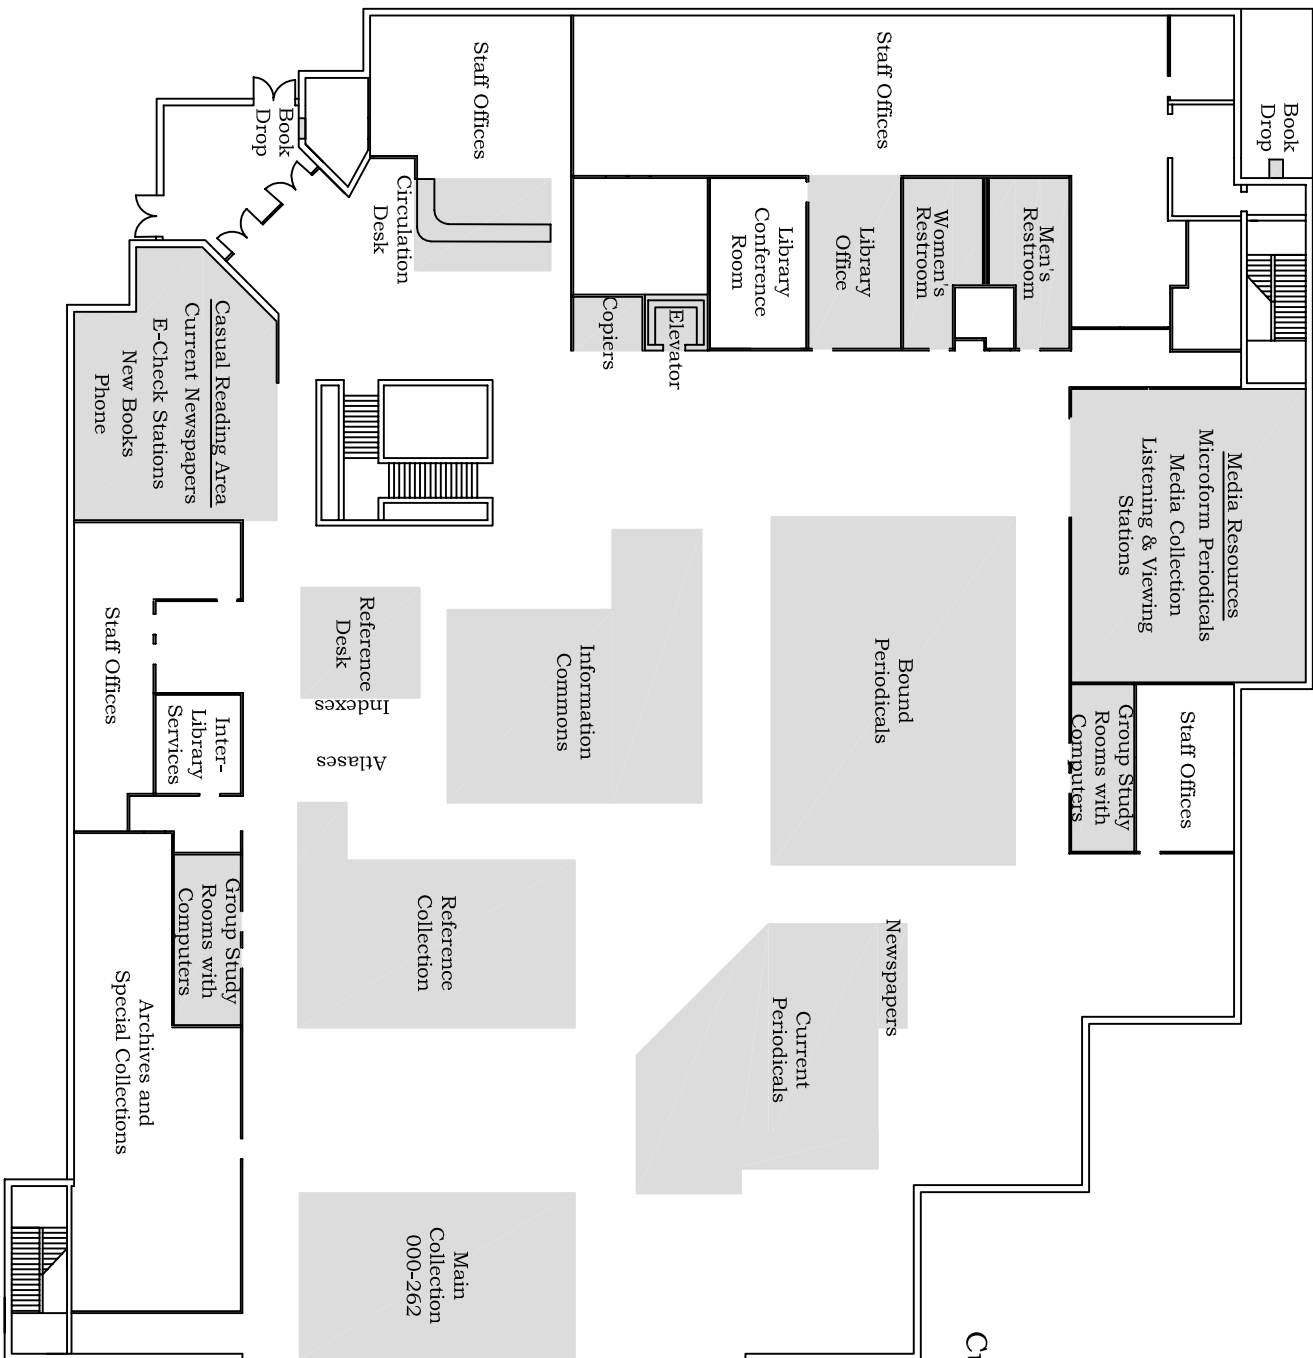 Staff Offices
Staff Offices
Book
Drop
Book
Drop
Circulation
Desk
Library
Conference
Room
Library
Office
Women's
Restroom
Men's
Restroom
Copiers
Elevator
Casual Reading Area
Current Newspapers
E-Check Stations
New Books
Phone
Media Resources
Microform Periodicals
Media Collection
Listening & Viewing
Stations
Staff Offices
Reference
Desk
Indexes
Atlases
Information
Commons
Bound
Periodicals
Group Study
Rooms with
Computers
Staff Offices
Inter-
Library
Services
Group Study
Rooms with
Computers
Reference
Collection
Newspapers
Current
Periodicals
Archives and
Special Collections
Main
Collection
000-262